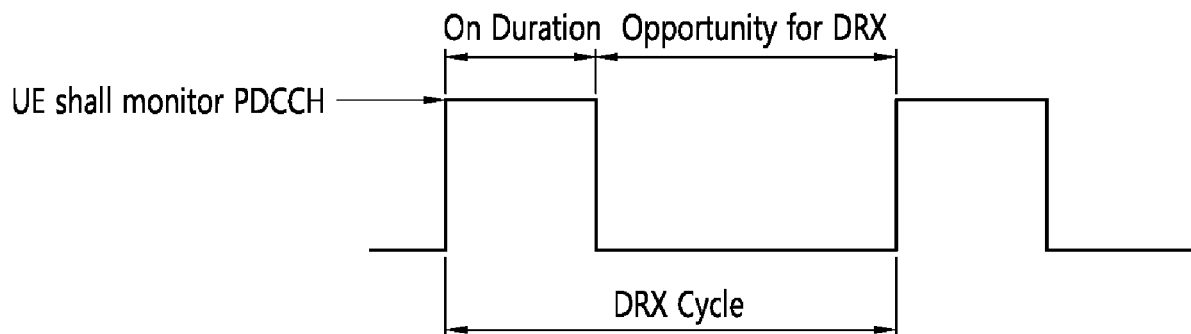 On Duration
Opportunity for DRX
UE shall monitor PDCCH
DRX Cycle